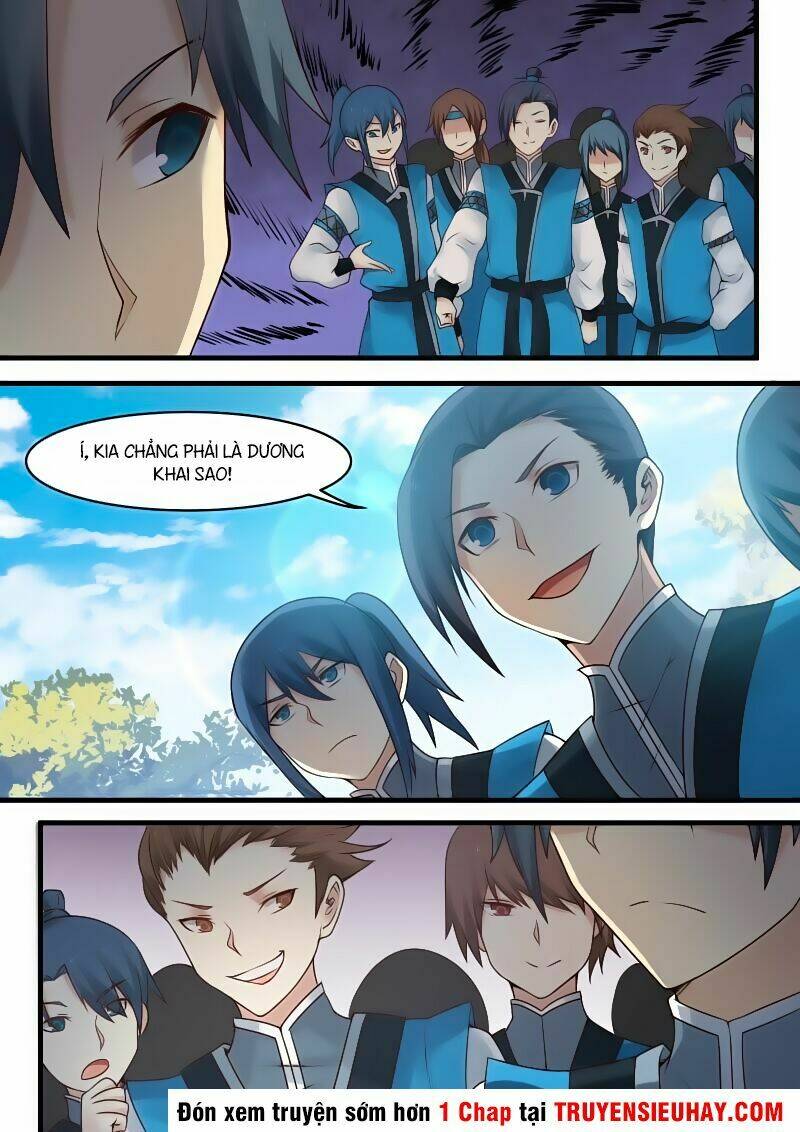 Í, KIA CHẲNG PHẢI LÀ DƯƠNG
KHAI SAO!
Đón xem truyện sớm hơn 1 Chap tại TRUYENSIEUHAY.COM